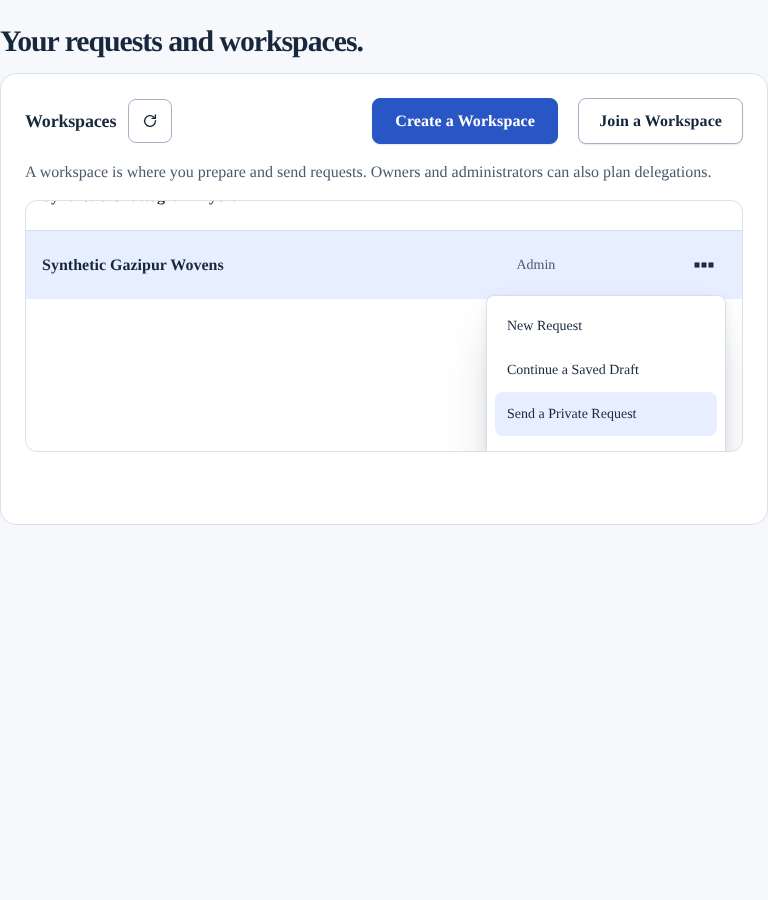 Your requests and workspaces.
Workspaces
Create a Workspace
Join a Workspace
A workspace is where you prepare and send requests. Owners and administrators can also plan delegations.
Synthetic Gazipur Wovens
Admin
New Request
Continue a Saved Draft
Send a Private Request